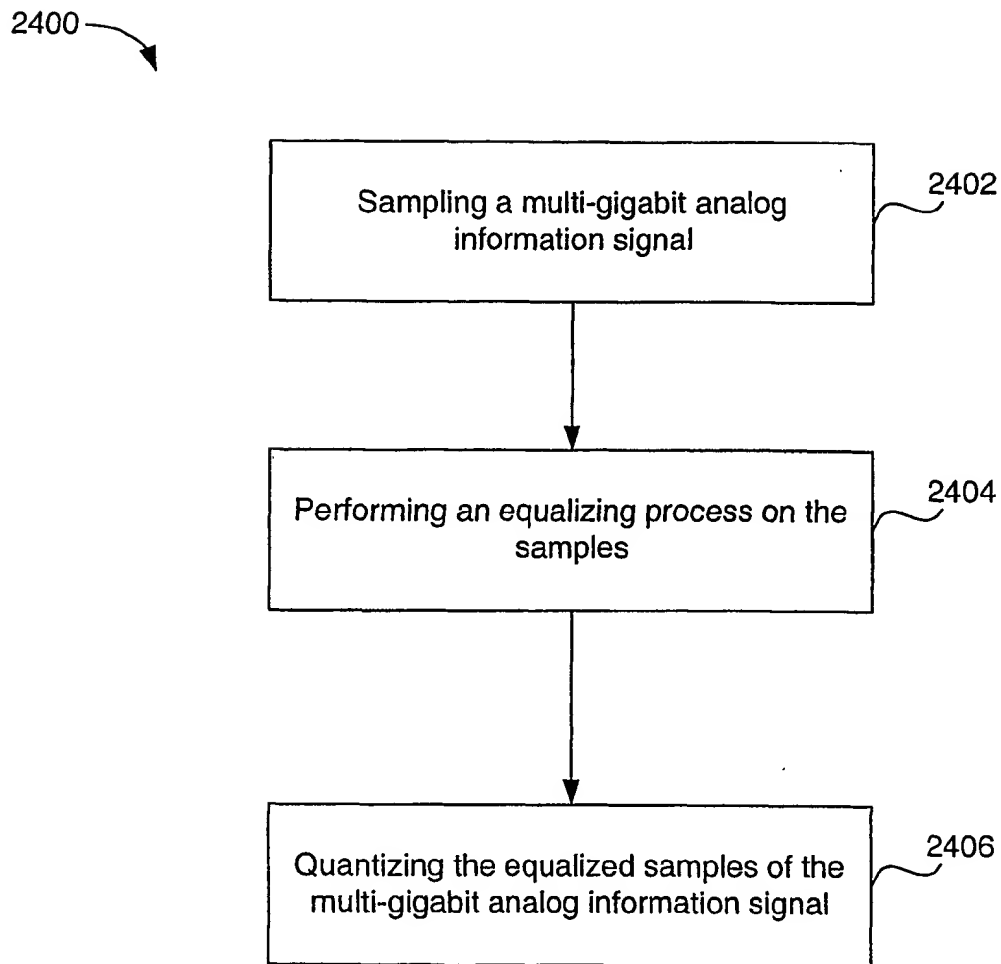 2400
Sampling a multi-gigabit analog
information signal
2402
Performing an equalizing process on the
samples
2404
Quantizing the equalized samples of the
multi-gigabit analog information signal
2406